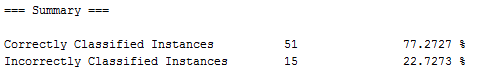 === Summary ===
Correctly Classified Instances 51 77.2727 %
Incorrectly Classified Instances 15 22.7273 %